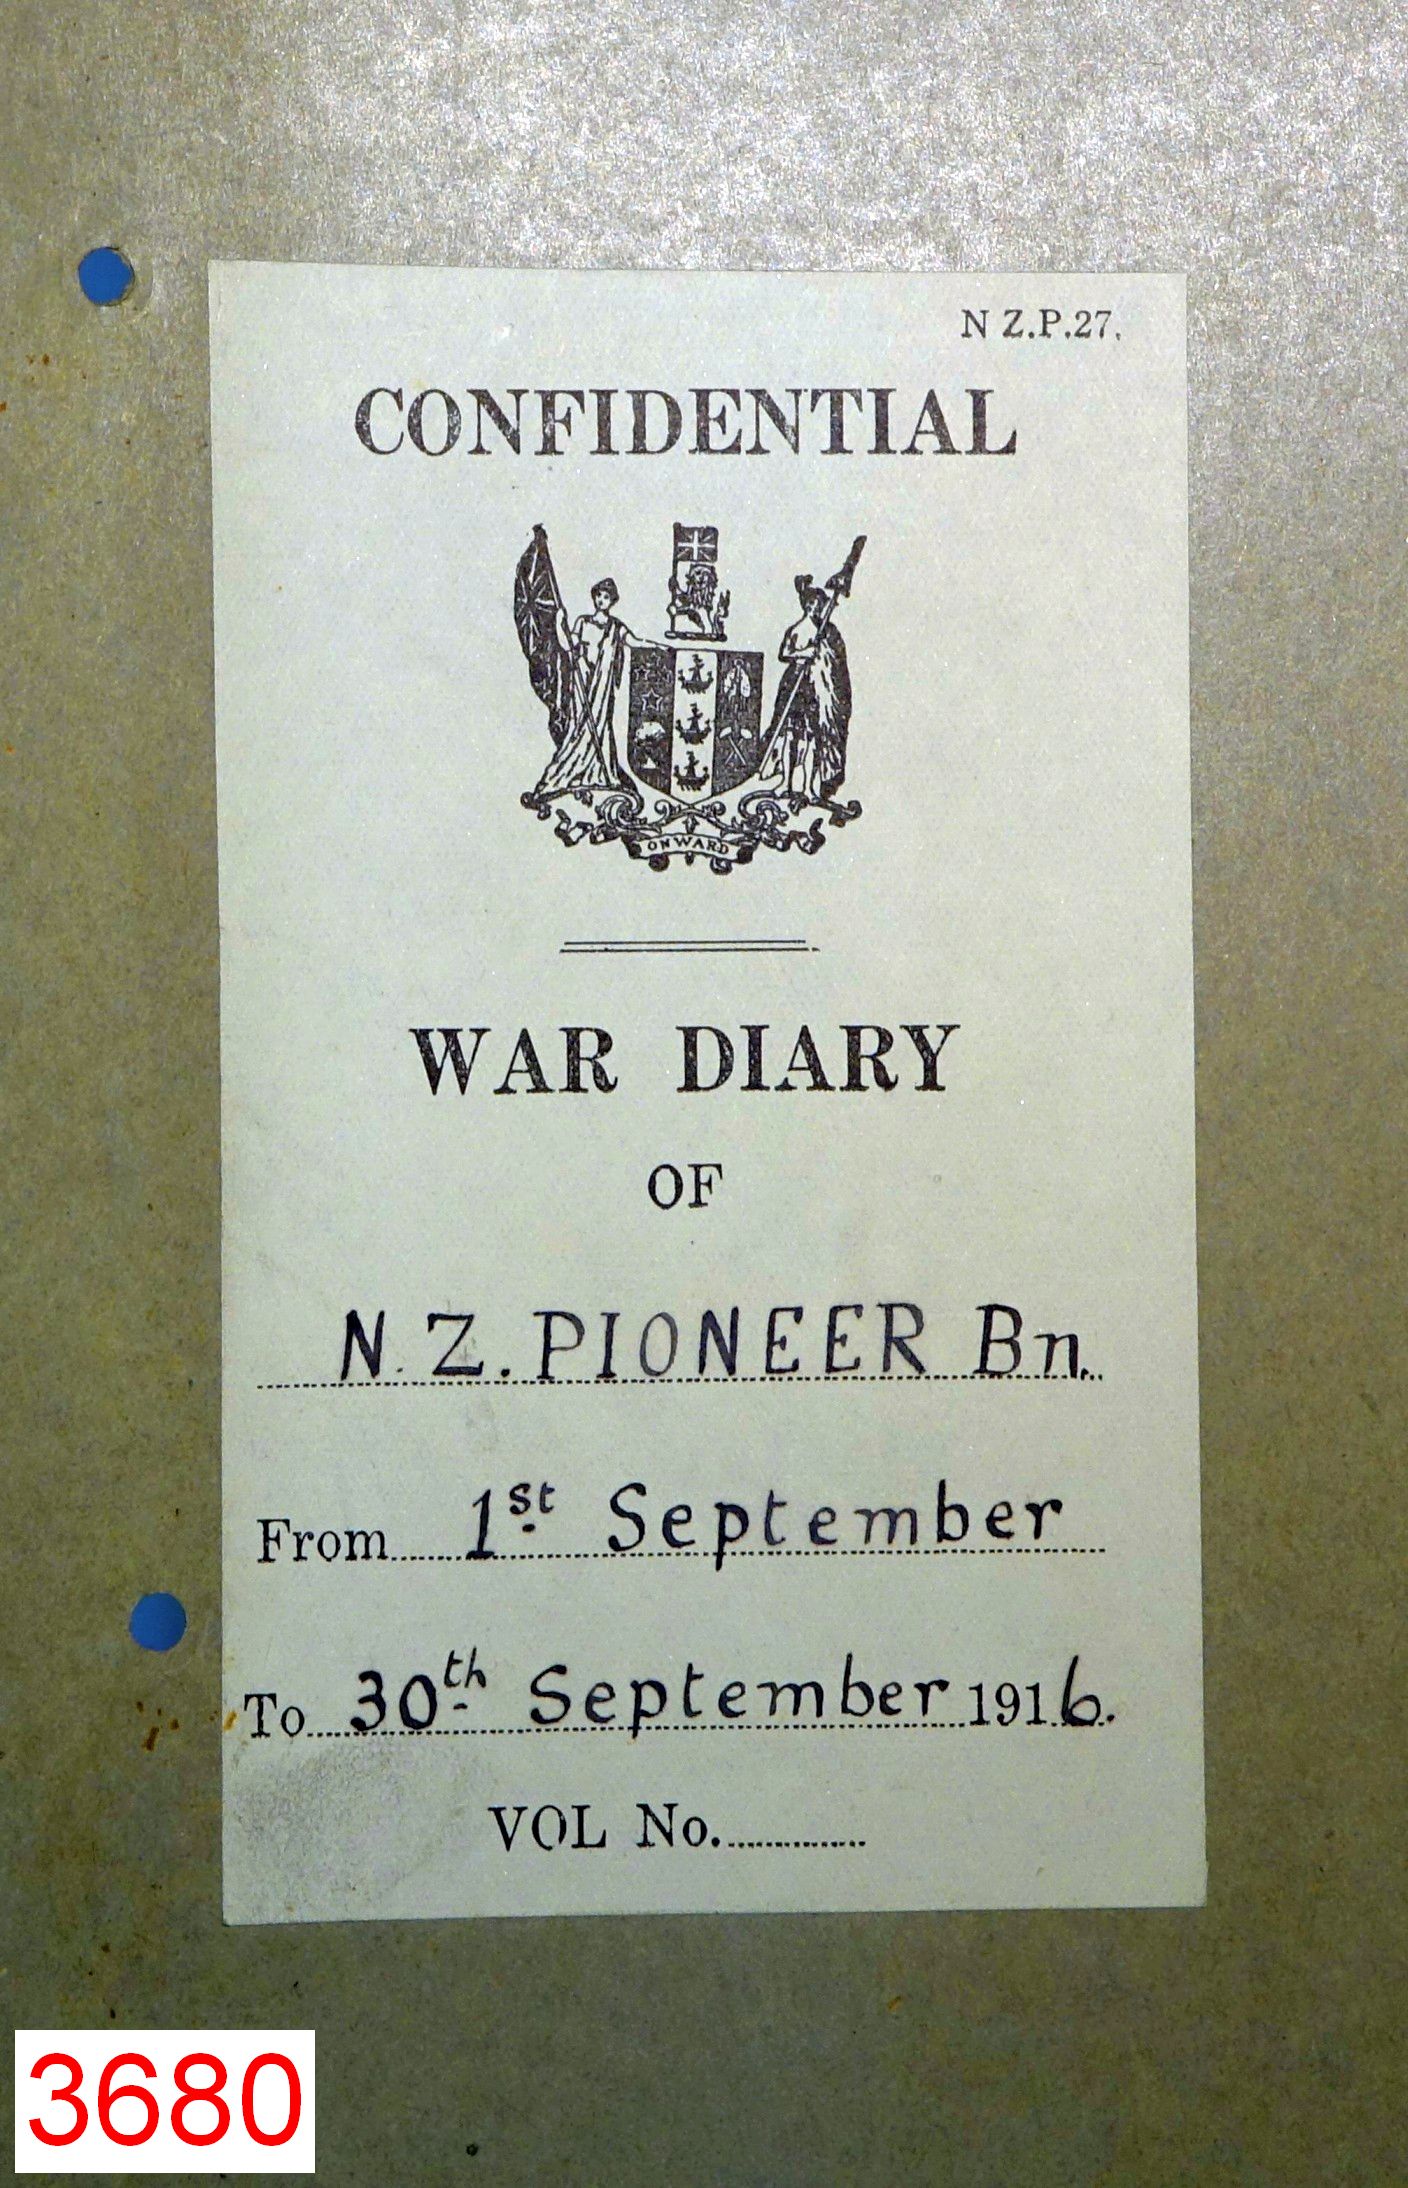 N Z.P.27.
CONFIDENTIAL
ONWARD
WAR DIARY
OF
N. Z. PIONEER Bn.
From 1st September
To 30th September 1916.
VOL No.
3680